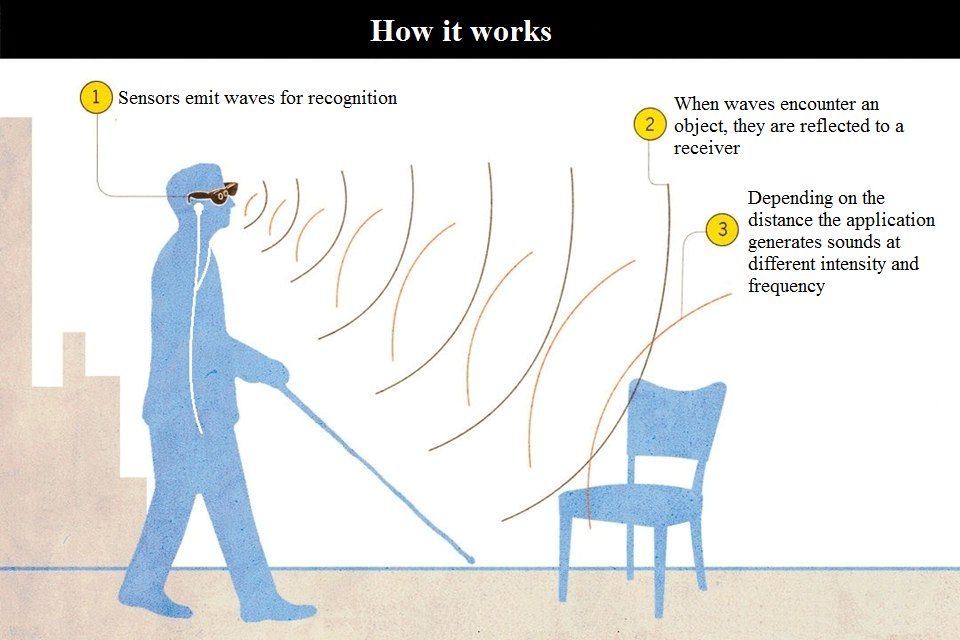 How it works
1
Sensors emit waves for recognition
2
When waves encounter an
object, they are reflected to a
receiver
3
Depending on the
distance the application
generates sounds at
different intensity and
frequency